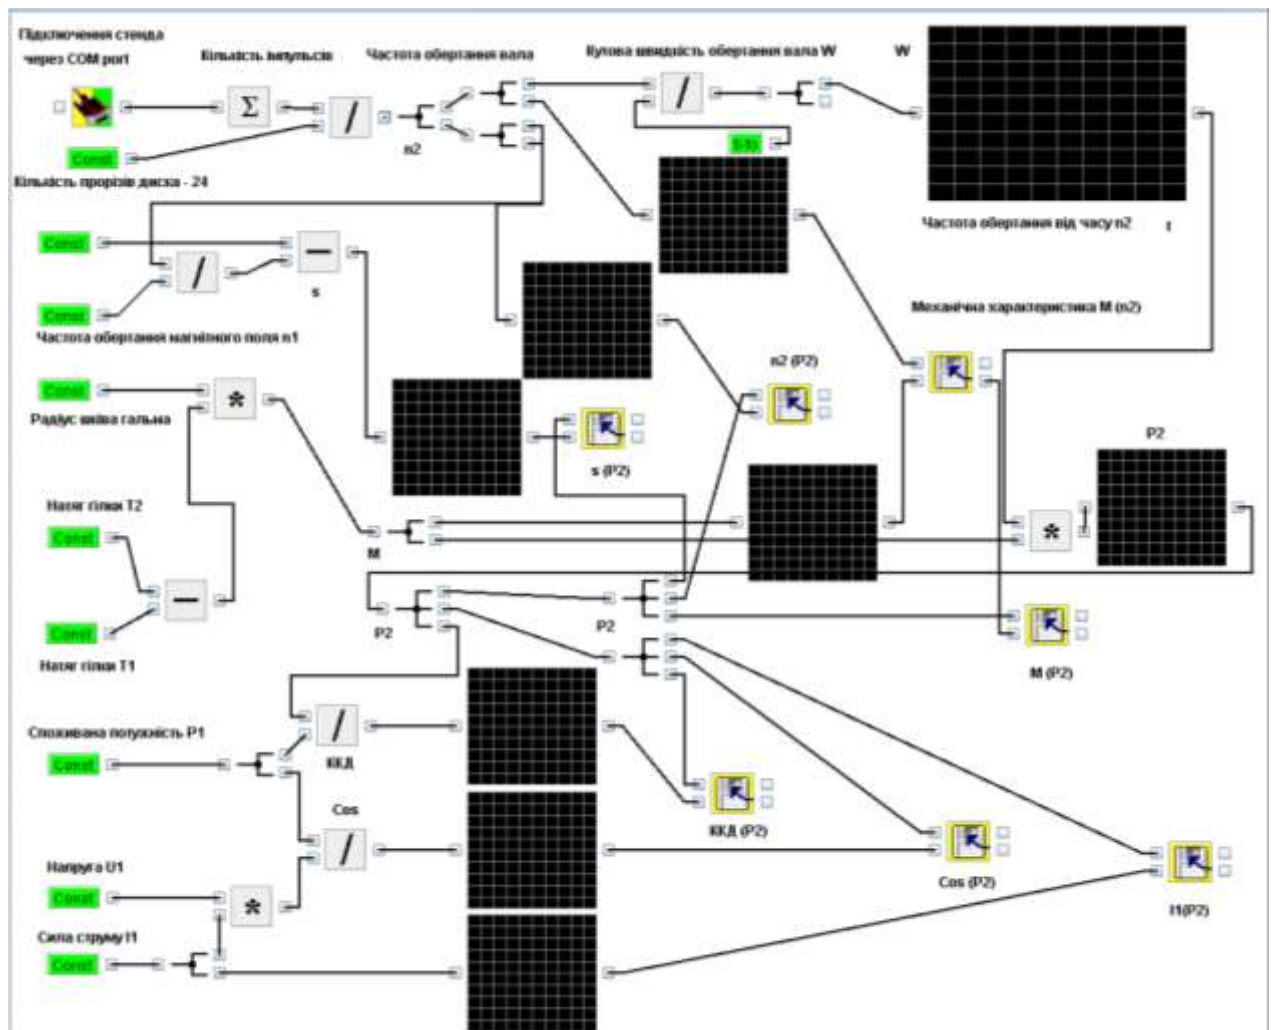 Підключення стенда
через COM port
Кількість імпульсів
Частота обертання вала
Кутова швидкість обертання вала W
W
Σ
/
/
n2
Const
Кількість прорізів диска - 24
Частота обертання від часу n2
t
Const
/
—
s
Const
Частота обертання магнітного поля n1
Механічна характеристика M (n2)
n2 (P2)
Const
*
Радіус шківа гальма
s (P2)
P2
Натяг гілки T2
Const
M
*
—
Const
P2
P2
Натяг гілки T1
M (P2)
Споживана потужність P1
/
Const
ККД
Cos
ККД (P2)
/
Напруга U1
Const
*
Cos (P2)
Сила струму I1
I1(P2)
Const